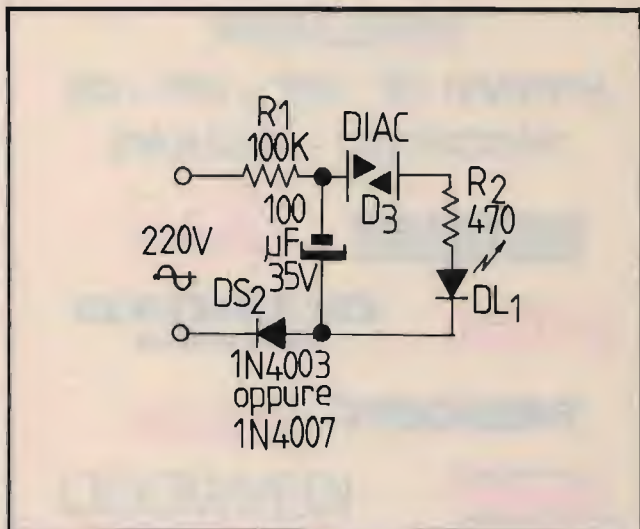 R1
100K
DIAC
D3
R2
470
100
µF
35V
220V
DS2
DL1
1N4003
oppure
1N4007